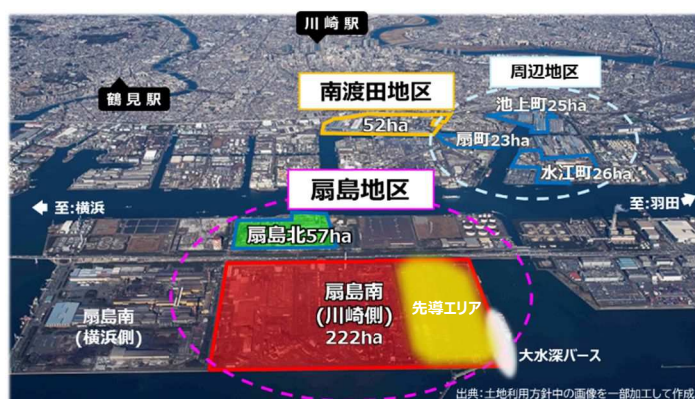 川崎駅
鶴見駅
南渡田地区
52ha
周辺地区
池上町25ha
扇町23ha
水江町26ha
扇島地区
至:横浜
至:羽田
扇島北57ha
扇島南
(横浜側)
扇島南
(川崎側)
222ha
先導エリア
大水深バース
出典:土地利用方針中の画像を一部加工して作成